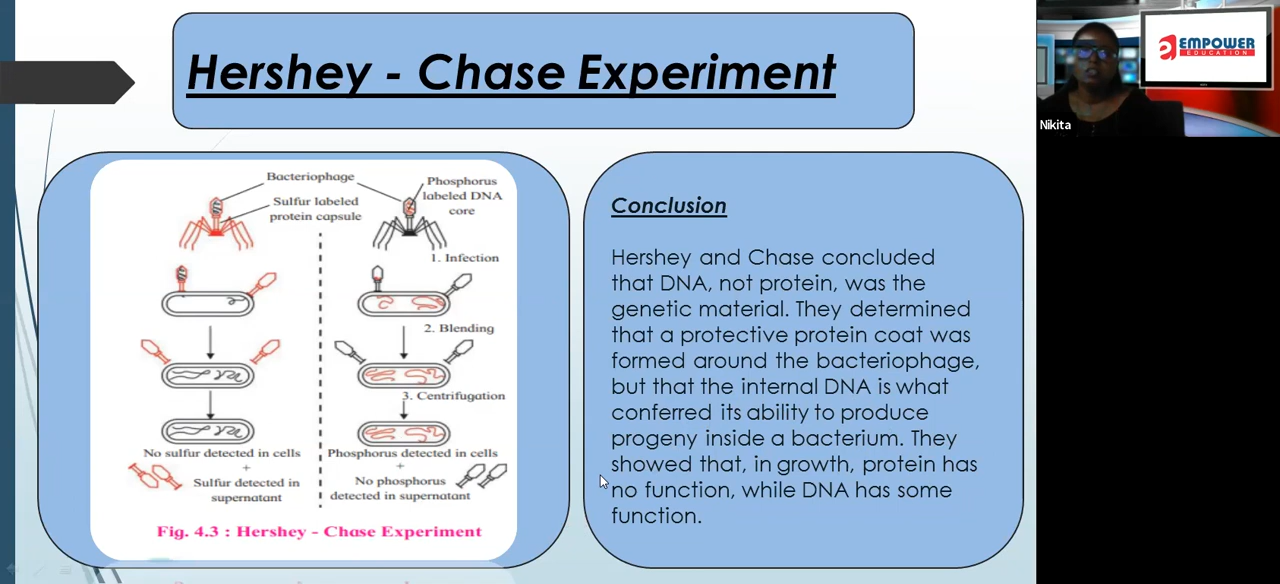 Hershey - Chase Experiment
EMPOWER
EDUCATION
Nikita
Bacteriophage
Phosphorus
labeled DNA
core
Sulfur labeled
protein capsule
1. Infection
2. Blending
3. Centrifugation
No sulfur detected in cells
+
Sulfur detected in
supernatant
Phosphorus detected in cells
+
No phosphorus
detected in supernatant
Fig. 4.3 : Hershey - Chase Experiment
Conclusion
Hershey and Chase concluded
that DNA, not protein, was the
genetic material. They determined
that a protective protein coat was
formed around the bacteriophage,
but that the internal DNA is what
conferred its ability to produce
progeny inside a bacterium. They
showed that, in growth, protein has
no function, while DNA has some
function.